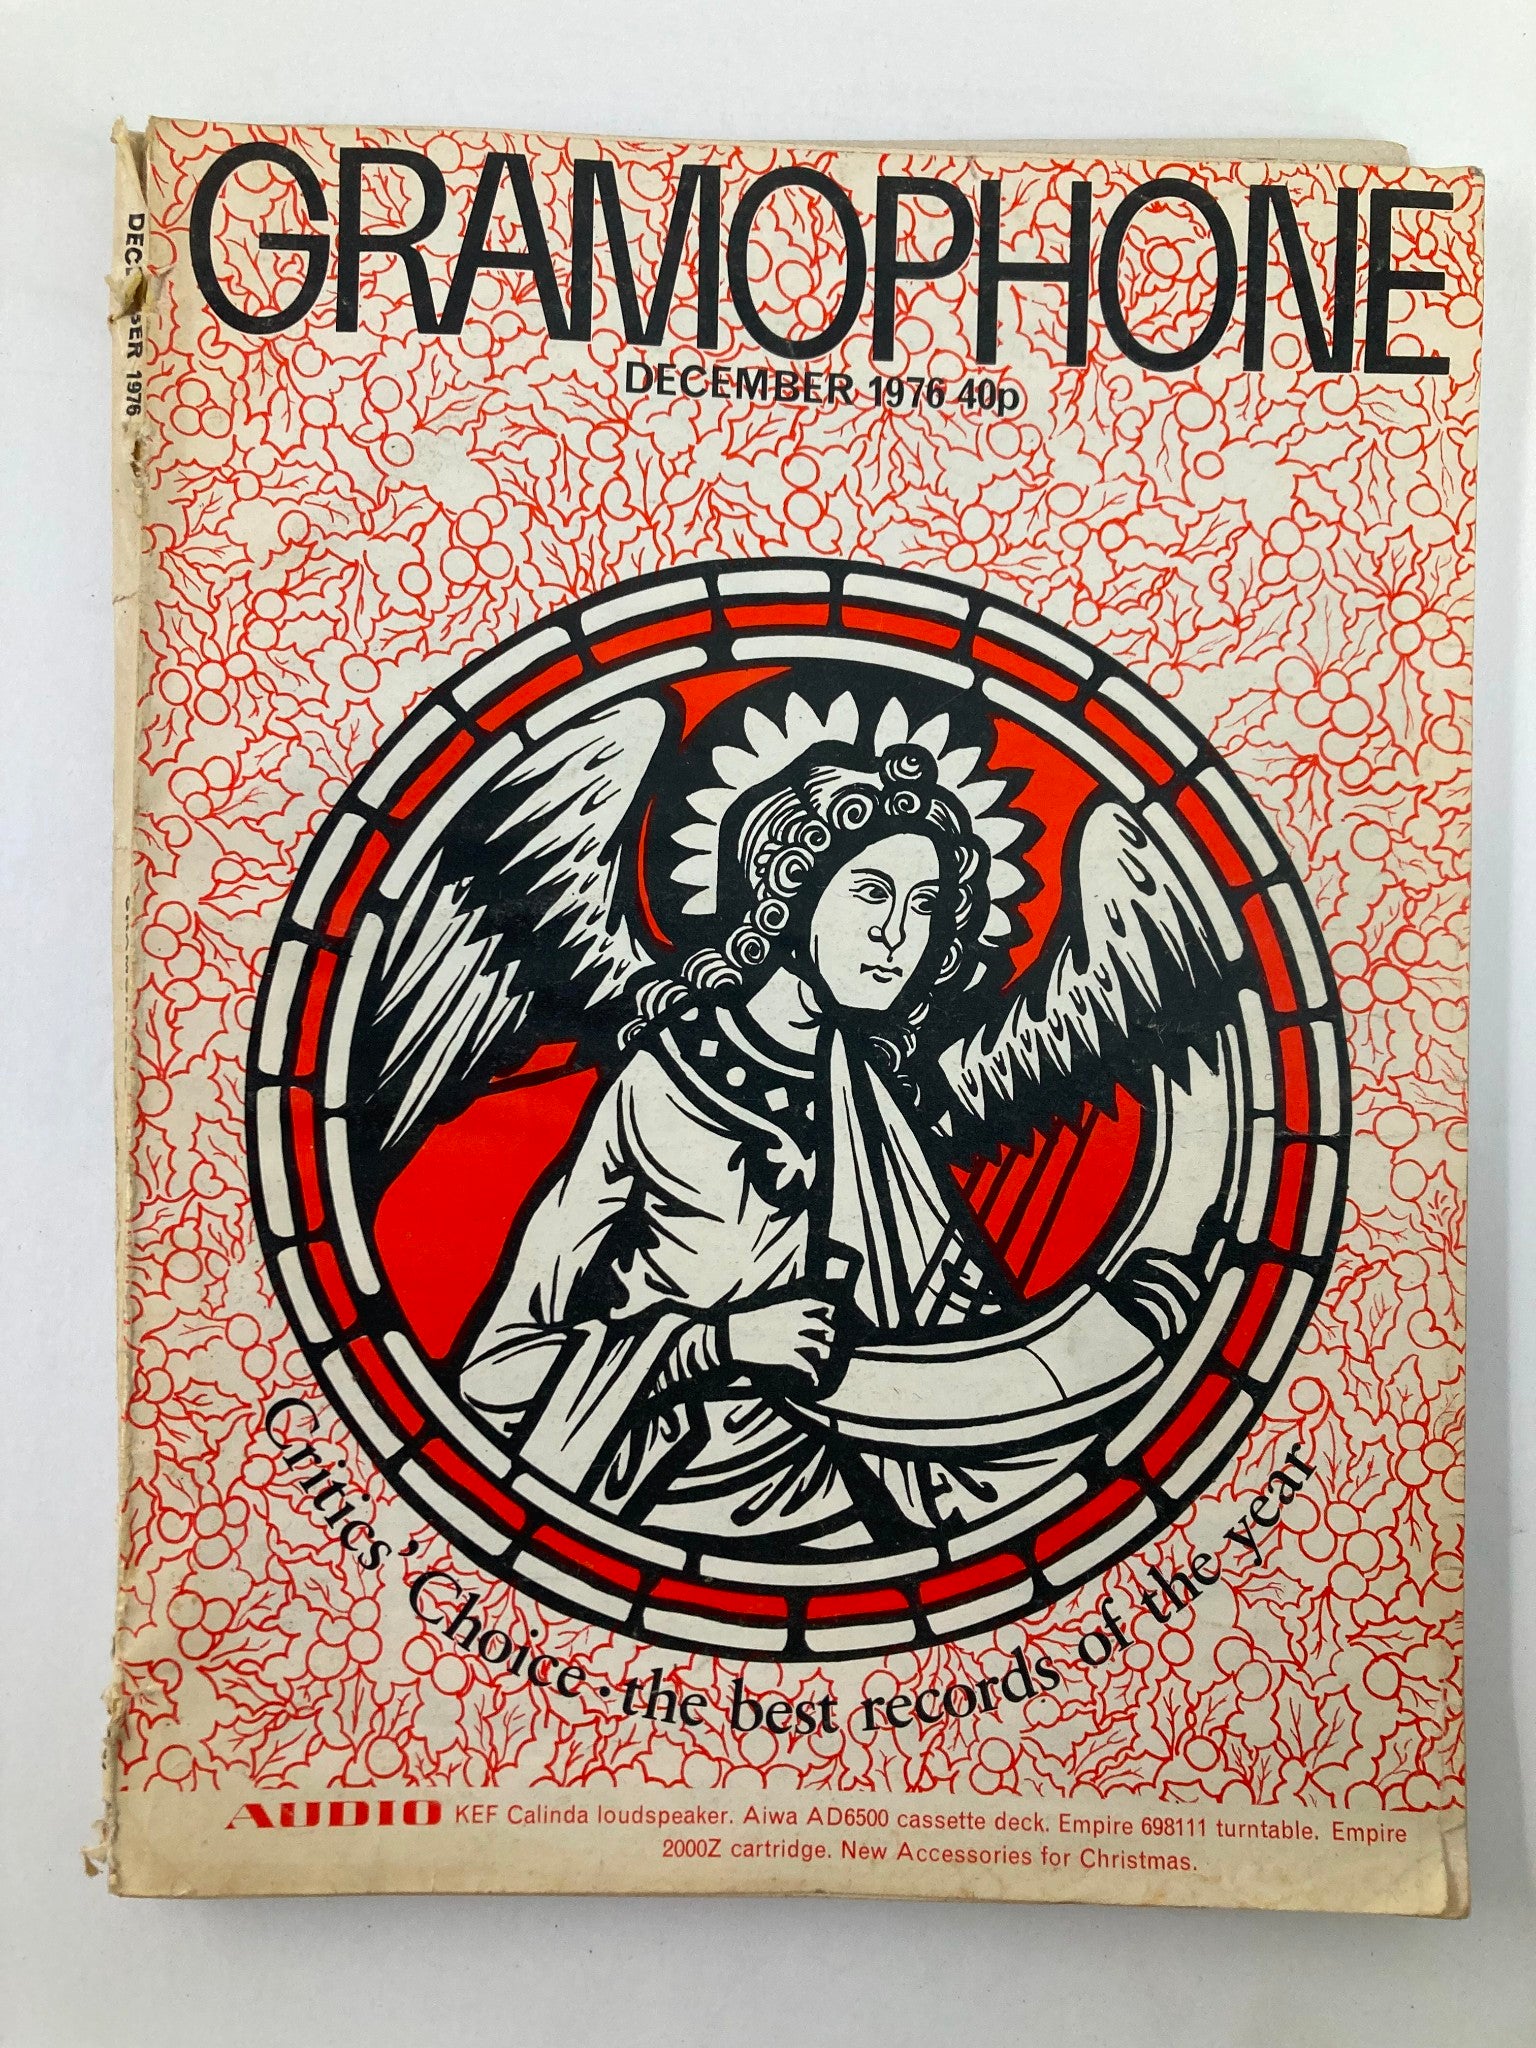 GRAMOPHONE
DECEMBER 1976 40p
DECEMBER 1976
Critics' Choice · the best records of the year
AUDIO KEF Calinda loudspeaker. Aiwa AD6500 cassette deck. Empire 698111 turntable. Empire
2000Z cartridge. New Accessories for Christmas.